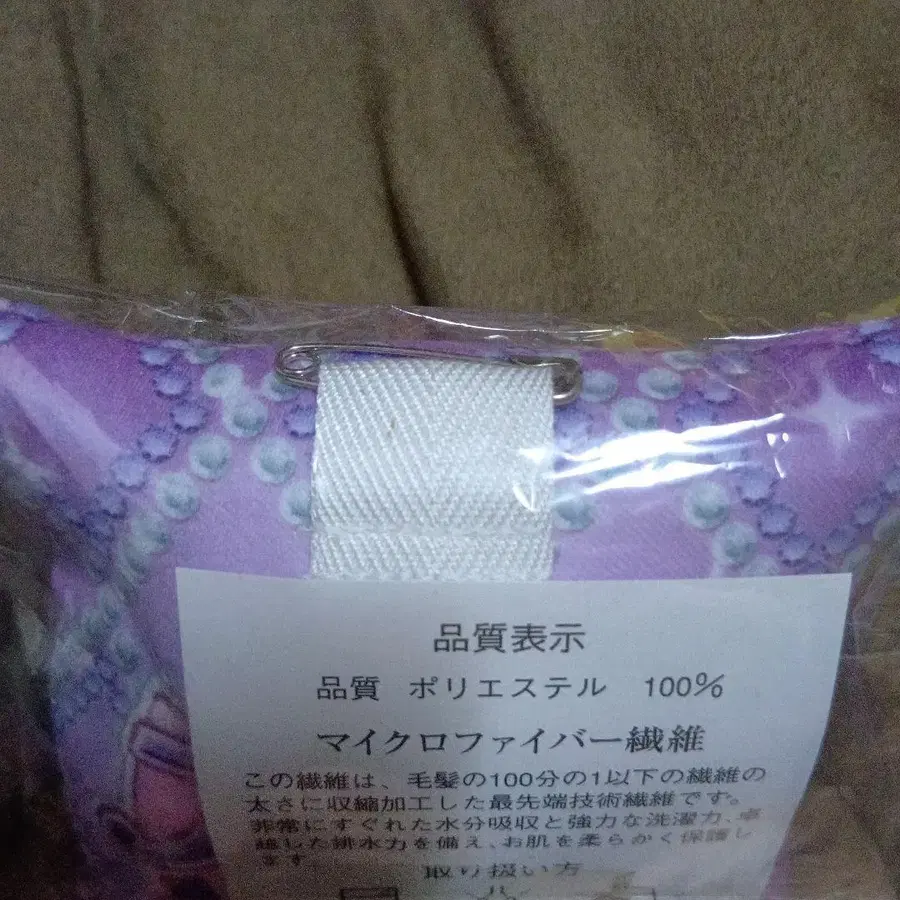 品質表示
品質 ポリエステル 100%
マイクロファイバー繊維
この繊維は、毛髪の100分の1以下の繊維の
太さに収縮加工した最先端技術繊維です。
非常にすぐれた水分吸収と強力な洗濯力、卓
越した排水力を備え、お肌を柔らかく保護し
ます
取り扱い方